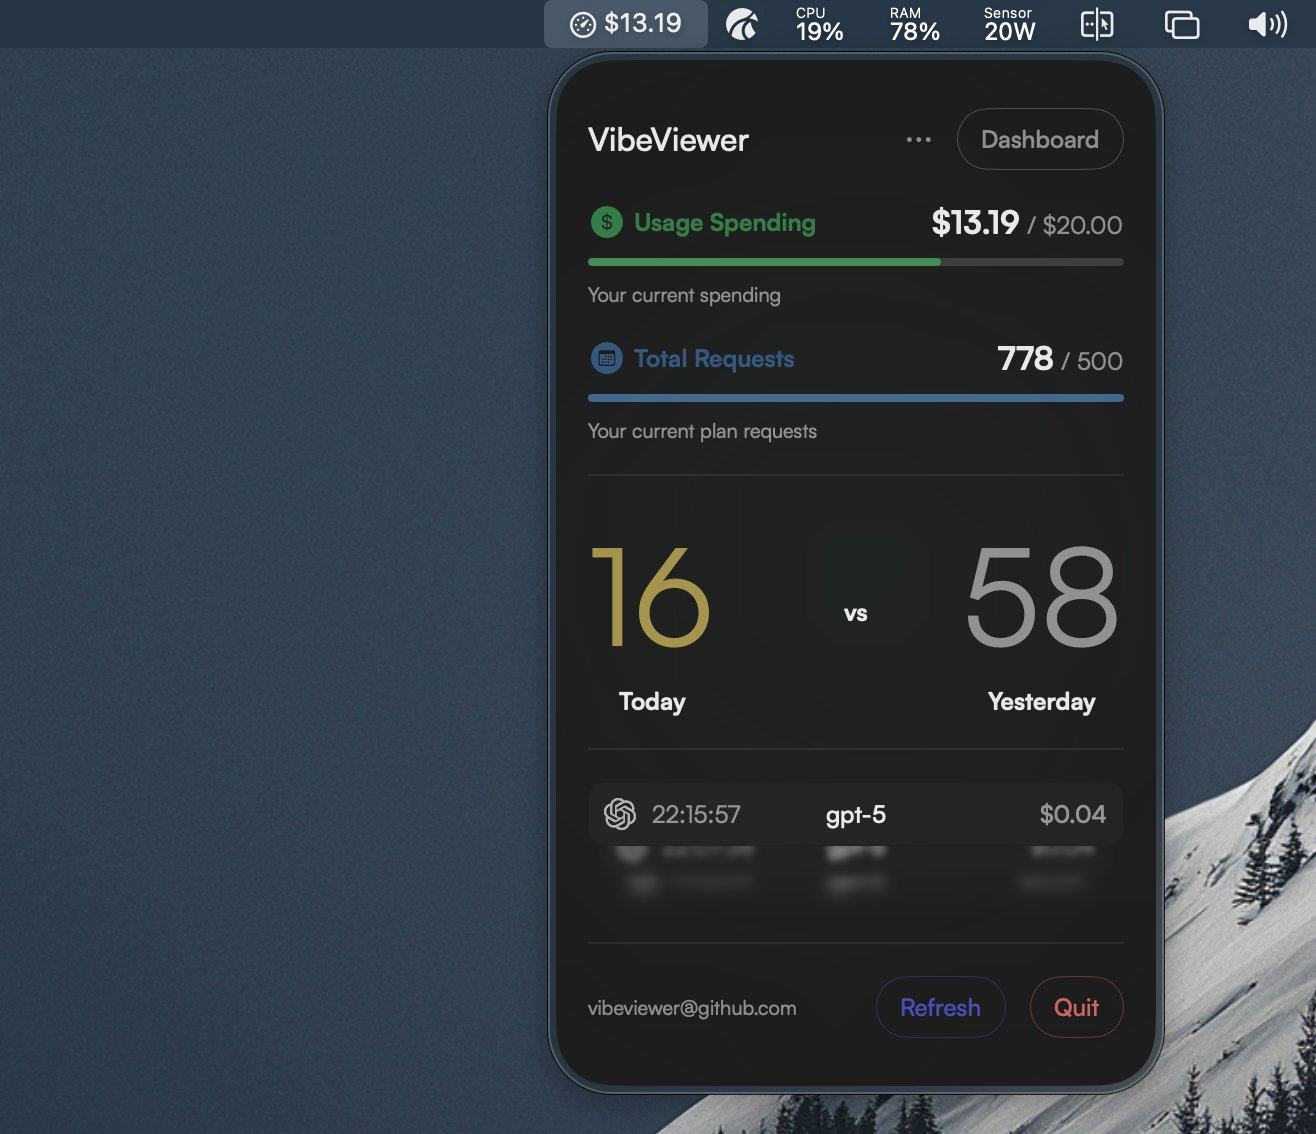 $13.19
CPU
19%
RAM
78%
Sensor
20W
VibeViewer
Dashboard
$ Usage Spending $13.19 / $20.00
Your current spending
Total Requests 778 / 500
Your current plan requests
16 vs 58
Today Yesterday
22:15:57 gpt-5 $0.04
vibeviewer@github.com Refresh Quit